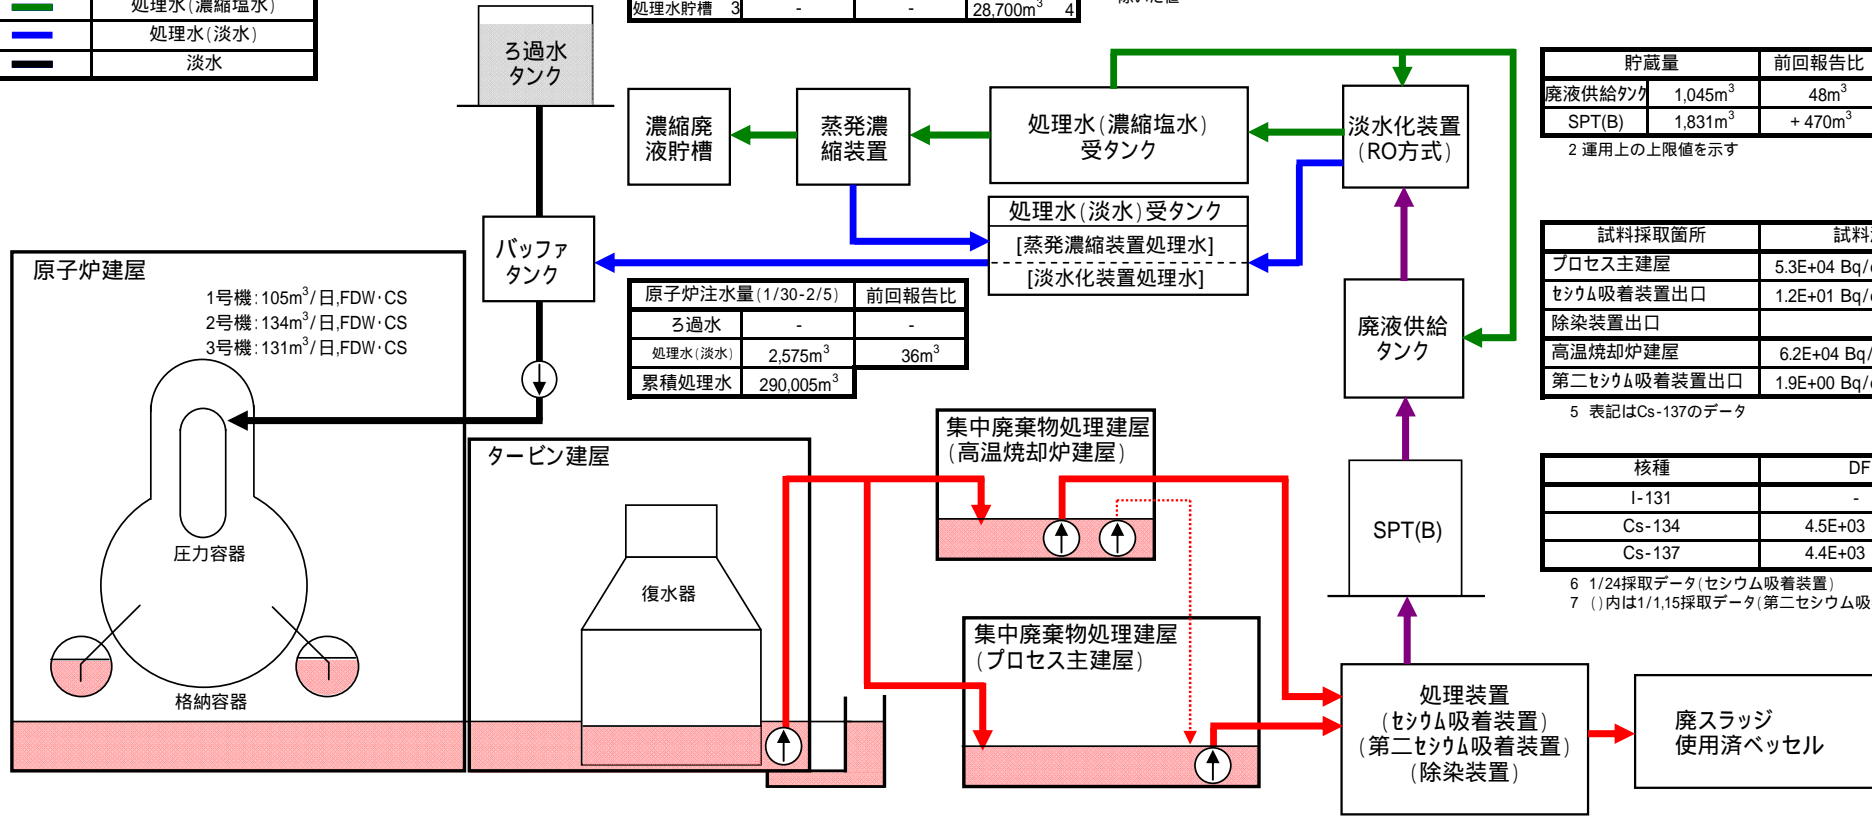 処理水(濃縮塩水)
処理水(淡水)
淡水
処理水貯槽 3 - - 28,700m³ 4
除いた値
ろ過水
タンク
濃縮廃
液貯槽
蒸発濃
縮装置
処理水(濃縮塩水)
受タンク
淡水化装置
(RO方式)
貯蔵量 前回報告比
廃液供給タンク 1,045m³ 48m³
SPT(B) 1,831m³ + 470m³
2 運用上の上限値を示す
処理水(淡水)受タンク
[蒸発濃縮装置処理水]
[淡水化装置処理水]
バッファ
タンク
原子炉建屋
1号機:105m³/日,FDW・CS
2号機:134m³/日,FDW・CS
3号機:131m³/日,FDW・CS
原子炉注水量(1/30-2/5) 前回報告比
ろ過水 - -
処理水(淡水) 2,575m³ 36m³
累積処理水 290,005m³
廃液供給
タンク
試料採取箇所 試料
プロセス主建屋 5.3E+04 Bq/
セシウム吸着装置出口 1.2E+01 Bq/
除染装置出口
高温焼却炉建屋 6.2E+04 Bq/
第二セシウム吸着装置出口 1.9E+00 Bq/
5 表記はCs-137のデータ
タービン建屋
集中廃棄物処理建屋
(高温焼却炉建屋)
核種 DF
I-131 -
Cs-134 4.5E+03
Cs-137 4.4E+03
6 1/24採取データ(セシウム吸着装置)
7 ()内は1/1,15採取データ(第二セシウム吸
SPT(B)
圧力容器
復水器
格納容器
集中廃棄物処理建屋
(プロセス主建屋)
処理装置
(セシウム吸着装置)
(第二セシウム吸着装置)
(除染装置)
廃スラッジ
使用済ベッセル